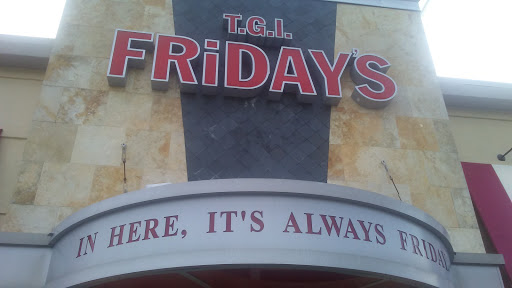 T.G.I.
FRiDAY'S
IN HERE, IT'S ALWAYS FRIDAY